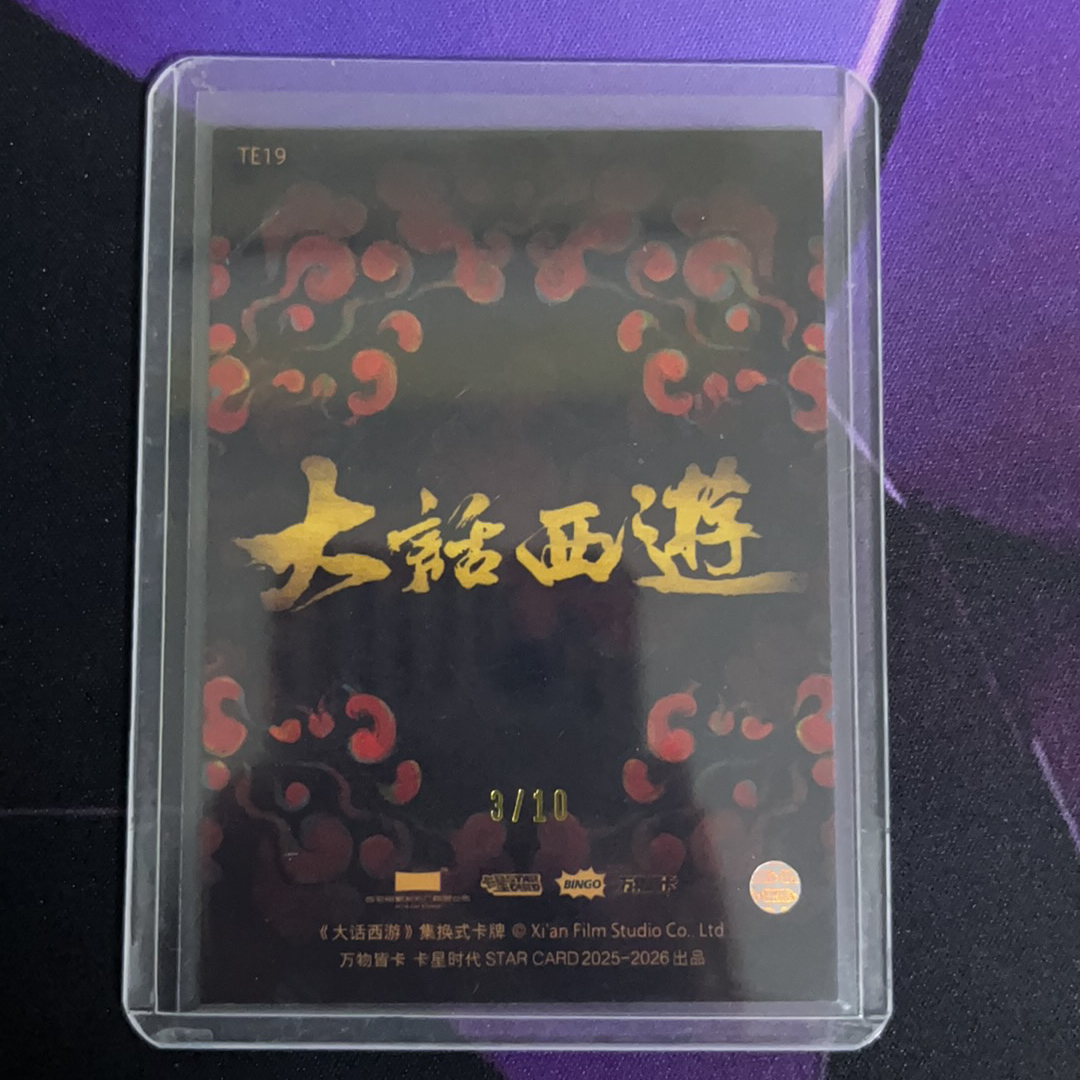 TE19
大話西遊
3/10
BINGO
《大话西游》集换式卡牌 © Xi'an Film Studio Co.. Ltd
万物皆卡 卡星时代 STAR CARD 2025-2026 出品